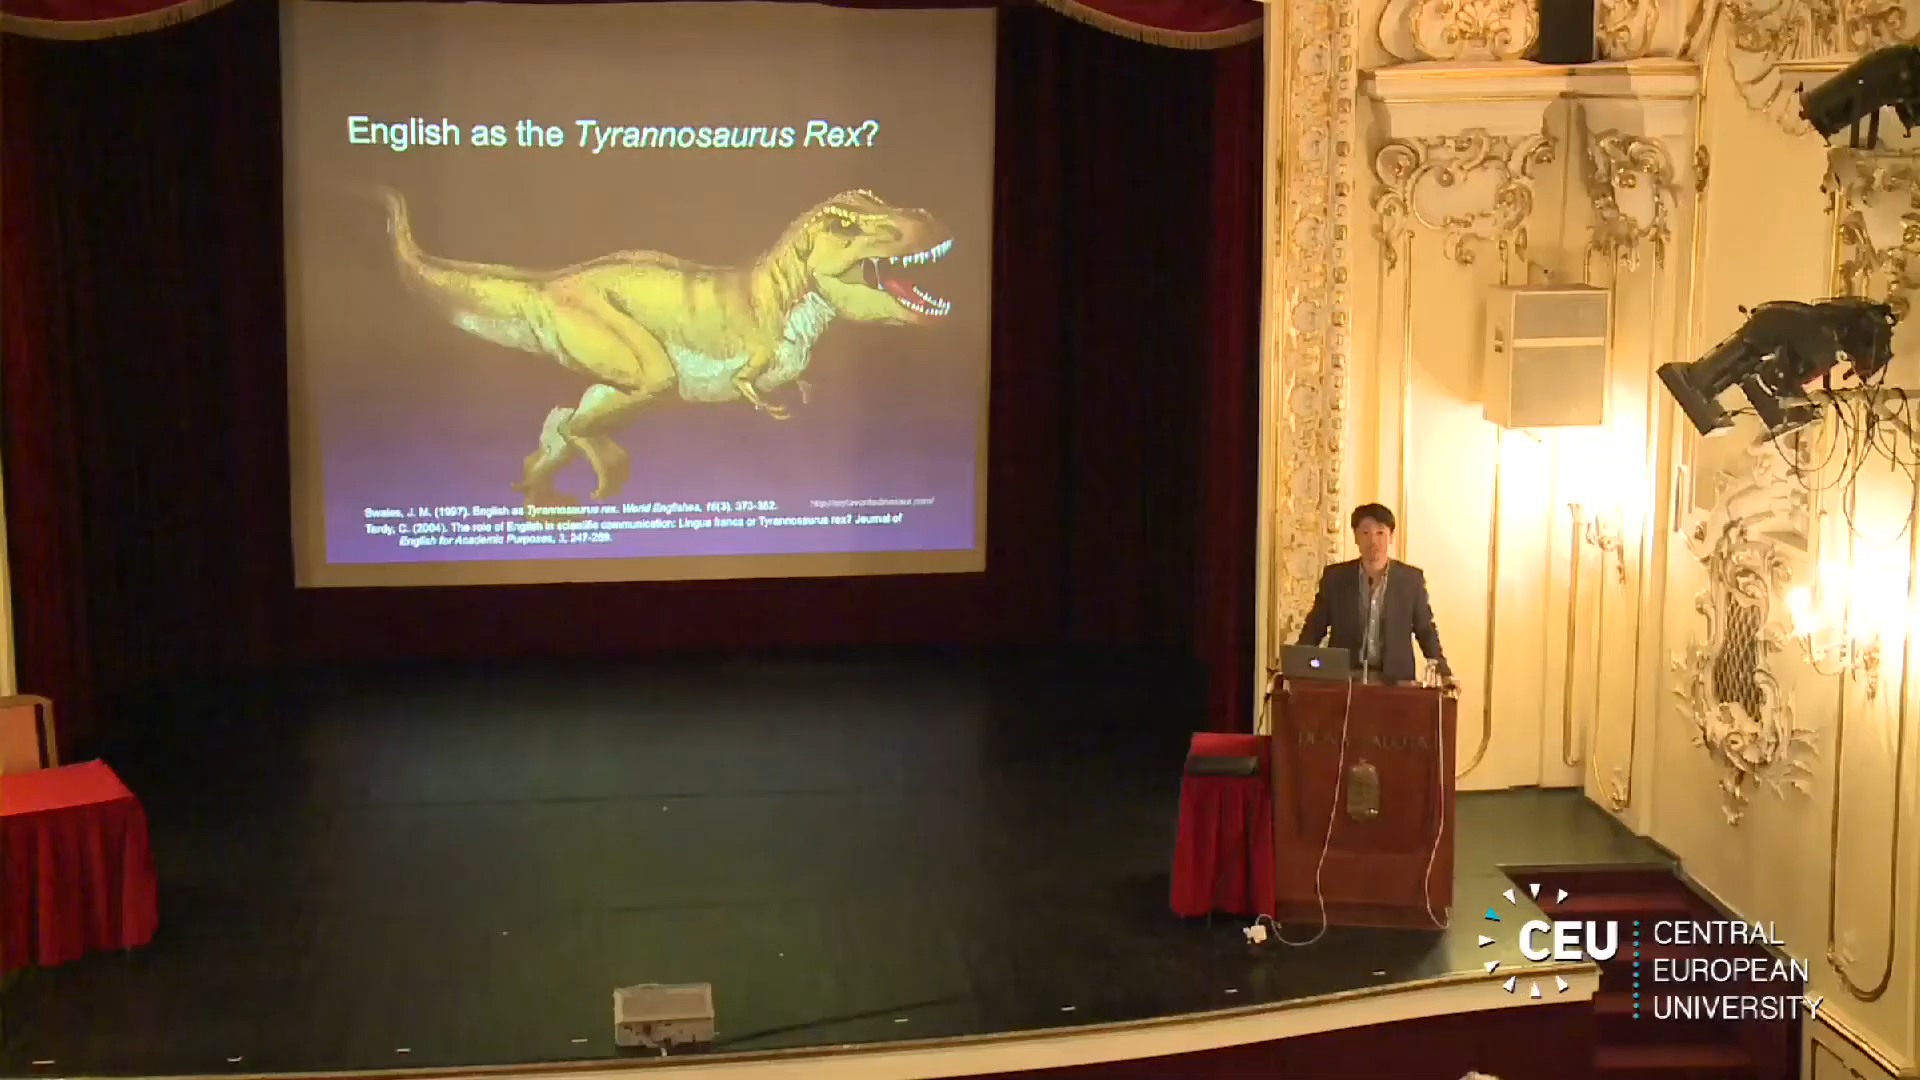 English as the Tyrannosaurus Rex?
Swales, J. M. (1997). English as Tyrannosaurus rex. World Englishes, 16(3), 373-382.
Tardy, C. (2004). The role of English in scientific communication: Lingua franca or Tyrannosaurus rex? Journal of
English for Academic Purposes, 3, 247-269.
CEU
CENTRAL
EUROPEAN
UNIVERSITY